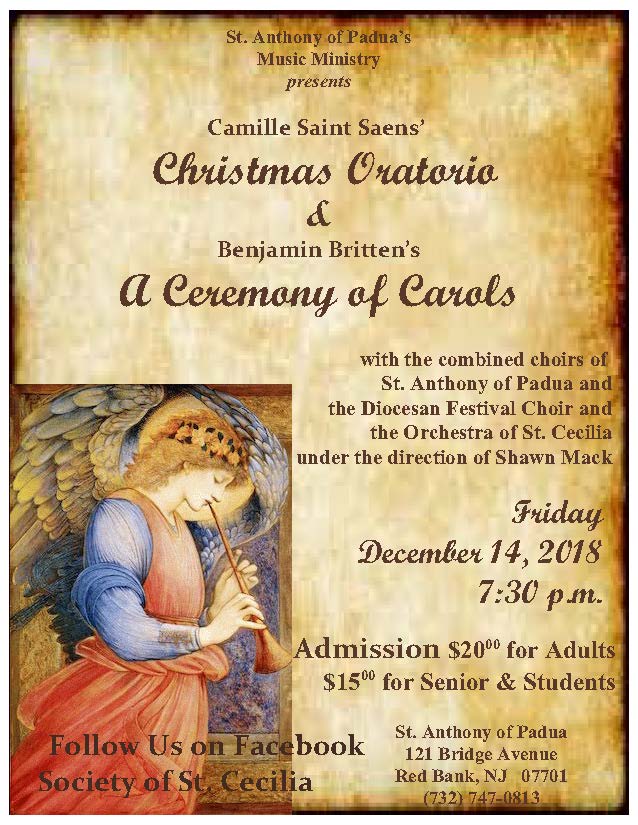 St. Anthony of Padua's
Music Ministry
presents
Camille Saint Saens'
Christmas Oratorio
&
Benjamin Britten's
A Ceremony of Carols
with the combined choirs of
St. Anthony of Padua and
the Diocesan Festival Choir and
the Orchestra of St. Cecilia
under the direction of Shawn Mack
Friday
December 14, 2018
7:30 p.m.
Admission $20⁰⁰ for Adults
$15⁰⁰ for Senior & Students
Follow Us on Facebook
Society of St. Cecilia
St. Anthony of Padua
121 Bridge Avenue
Red Bank, NJ 07701
(732) 747-0813